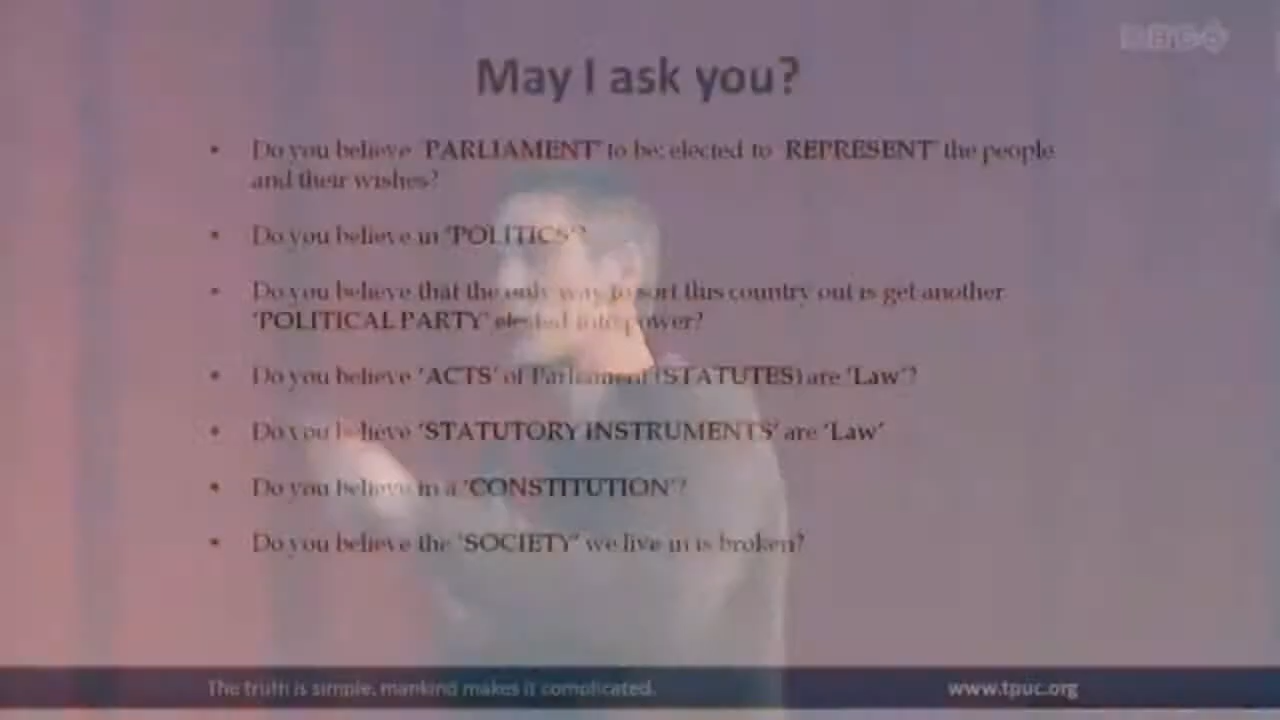 May I ask you?
• Do you believe 'PARLIAMENT' to be; elected to 'REPRESENT' the people
and their wishes?
• Do you believe in 'POLITICS'?
• Do you believe that the only way to sort this country out is get another
'POLITICAL PARTY' elected into power?
• Do you believe 'ACTS' of Parliament (STATUTES) are 'Law'?
• Do you believe 'STATUTORY INSTRUMENTS' are 'Law'
• Do you believe in a 'CONSTITUTION'?
• Do you believe the 'SOCIETY' we live in is broken?
The truth is simple, mankind makes it complicated.
www.tpuc.org